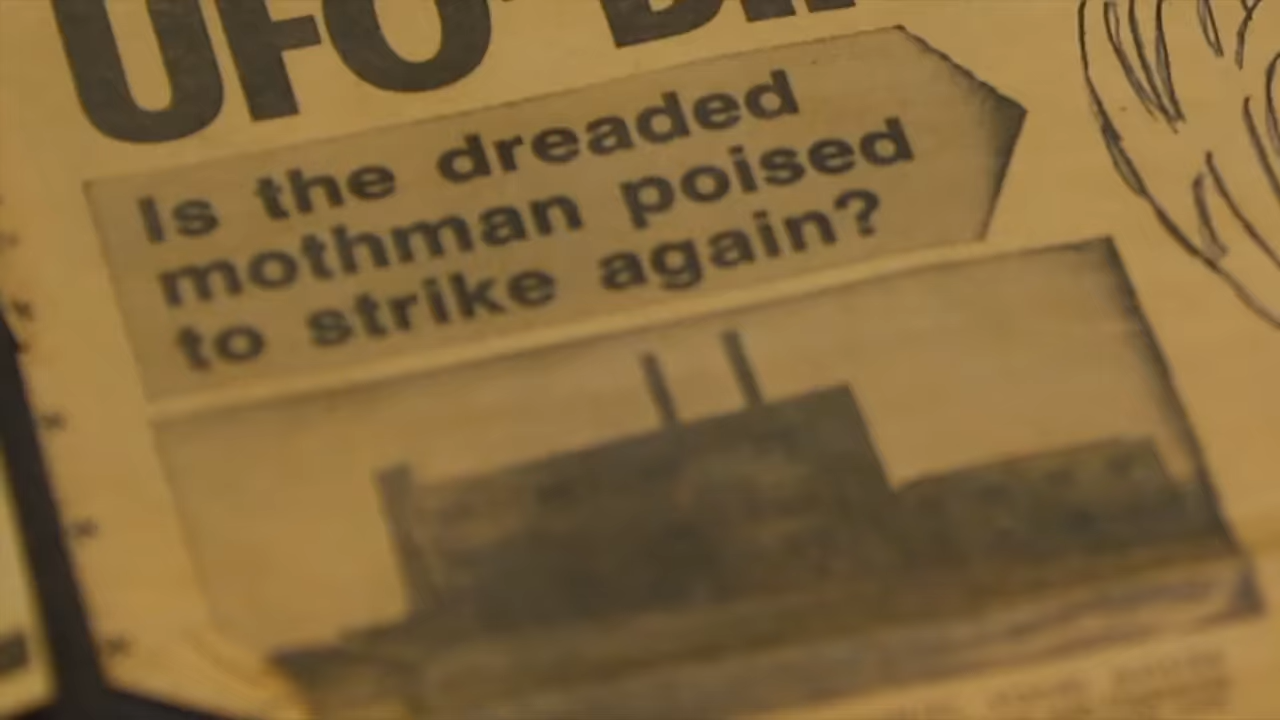 UFO
Is the dreaded
mothman poised
to strike again?